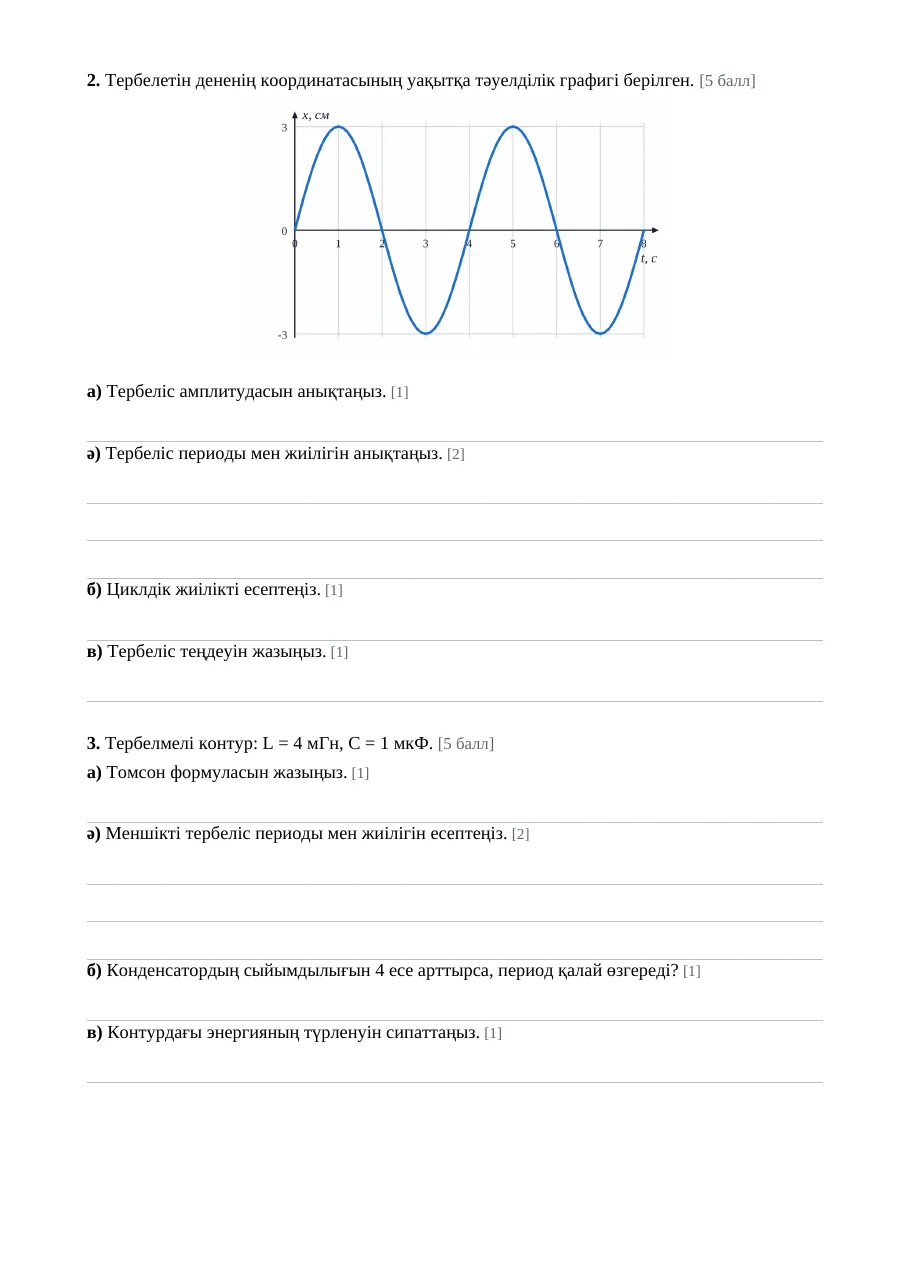 2. Тербелетін дененің координатасының уақытқа тәуелділік графигі берілген. [5 балл]
x, см
3
0
0 1 2 3 4 5 6 7 8
t, с
-3
а) Тербеліс амплитудасын анықтаңыз. [1]
ә) Тербеліс периоды мен жиілігін анықтаңыз. [2]
б) Циклдік жиілікті есептеңіз. [1]
в) Тербеліс теңдеуін жазыңыз. [1]
3. Тербелмелі контур: L = 4 мГн, C = 1 мкФ. [5 балл]
а) Томсон формуласын жазыңыз. [1]
ә) Меншікті тербеліс периоды мен жиілігін есептеңіз. [2]
б) Конденсатордың сыйымдылығын 4 есе арттырса, период қалай өзгереді? [1]
в) Контурдағы энергияның түрленуін сипаттаңыз. [1]